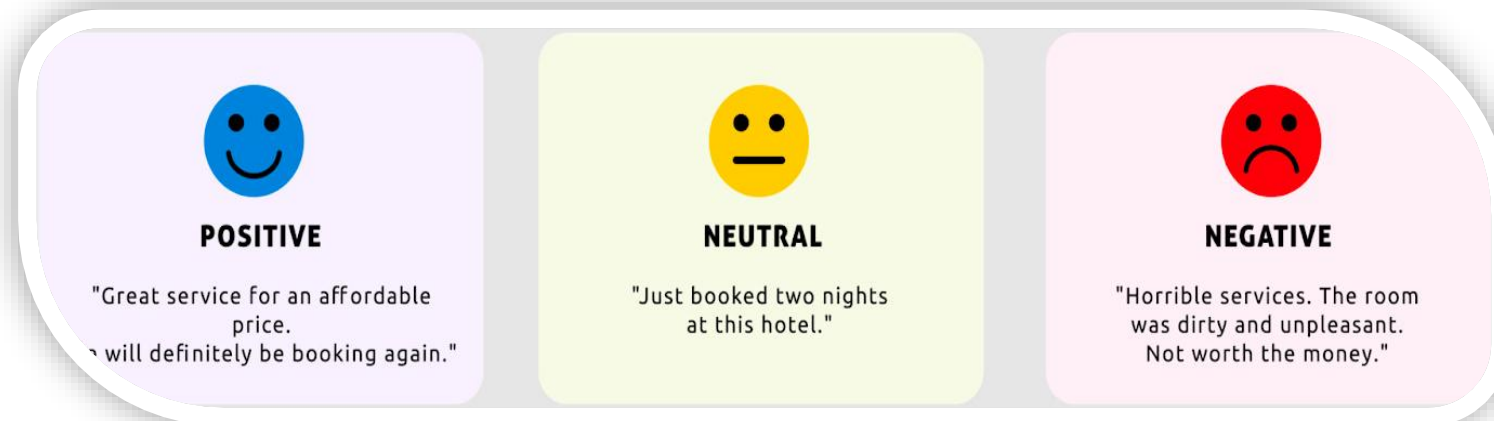 POSITIVE
"Great service for an affordable
price.
will definitely be booking again."
NEUTRAL
"Just booked two nights
at this hotel."
NEGATIVE
"Horrible services. The room
was dirty and unpleasant.
Not worth the money."